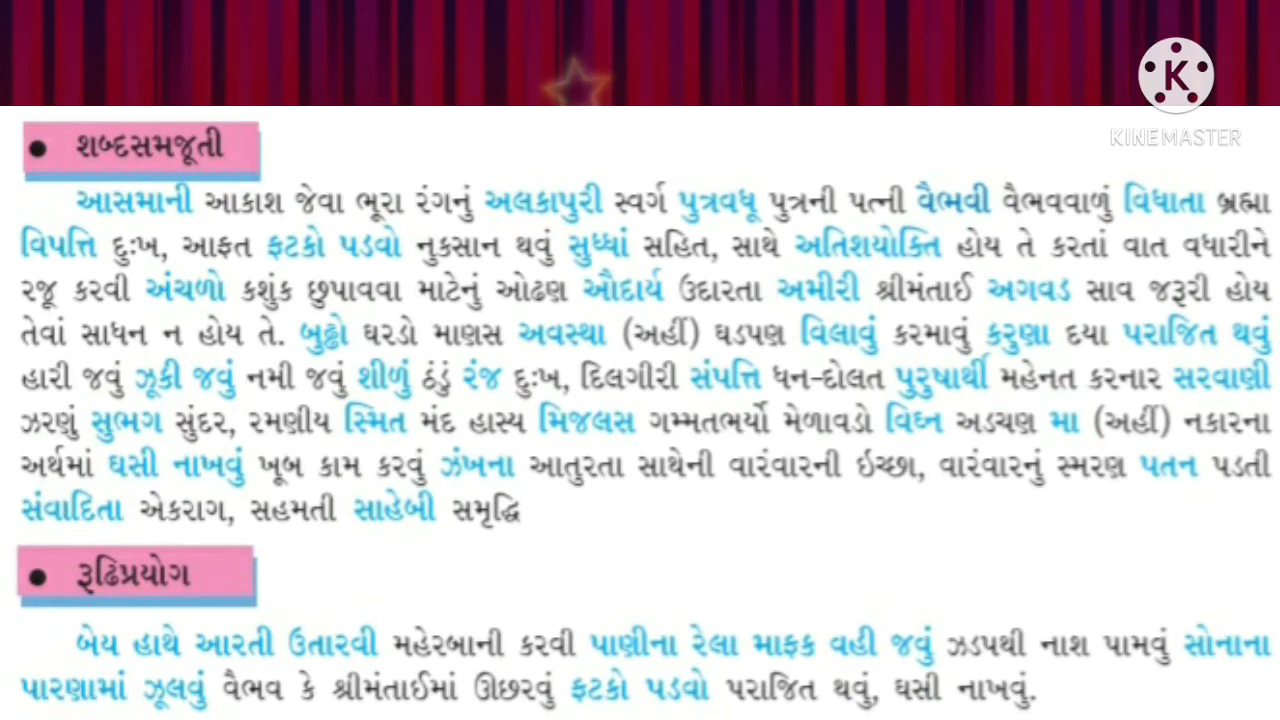 KINEMASTER
• શબ્દસમજૂતી
આસમાની આકાશ જેવા ભૂરા રંગનું અલકાપુરી સ્વર્ગ પુત્રવધૂ પુત્રની પત્ની વૈભવી વૈભવવાળું વિધાતા બ્રહ્મા
વિપત્તિ દુઃખ, આફત ફટકો પડવો નુકસાન થવું સુધ્ધાં સહિત, સાથે અતિશયોક્તિ હોય તે કરતાં વાત વધારીને
રજૂ કરવી અંચળો કશુંક છુપાવવા માટેનું ઓઢણ ઔદાર્ય ઉદારતા અમીરી શ્રીમંતાઈ અગવડ સાવ જરૂરી હોય
તેવાં સાધન ન હોય તે. બુઢ્ઢો ઘરડો માણસ અવસ્થા (અહીં) ઘડપણ વિલાવું કરમાવું કરુણા દયા પરાજિત થવું
હારી જવું ઝૂકી જવું નમી જવું શીળું ઠંડું રંજ દુઃખ, દિલગીરી સંપત્તિ ધન-દોલત પુરુષાર્થી મહેનત કરનાર સરવાણી
ઝરણું સુભગ સુંદર, રમણીય સ્મિત મંદ હાસ્ય મિજલસ ગમ્મતભર્યો મેળાવડો વિઘ્ન અડચણ મા (અહીં) નકારના
અર્થમાં ઘસી નાખવું ખૂબ કામ કરવું ઝંખના આતુરતા સાથેની વારંવારની ઇચ્છા, વારંવારનું સ્મરણ પતન પડતી
સંવાદિતા એકરાગ, સહમતી સાહેબી સમૃદ્ધિ
• રૂઢિપ્રયોગ
બેય હાથે આરતી ઉતારવી મહેરબાની કરવી પાણીના રેલા માફક વહી જવું ઝડપથી નાશ પામવું સોનાના
પારણામાં ઝૂલવું વૈભવ કે શ્રીમંતાઈમાં ઊછરવું ફટકો પડવો પરાજિત થવું, ઘસી નાખવું.